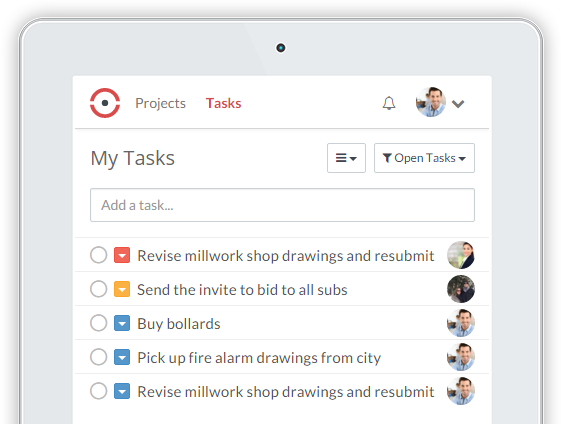 Projects Tasks
My Tasks
Open Tasks
Add a task...
Revise millwork shop drawings and resubmit
Send the invite to bid to all subs
Buy bollards
Pick up fire alarm drawings from city
Revise millwork shop drawings and resubmit